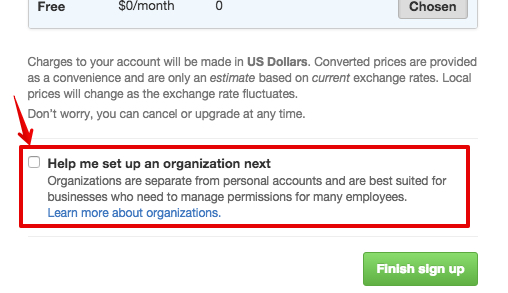 Free $0/month 0 Chosen
Charges to your account will be made in US Dollars. Converted prices are provided
as a convenience and are only an estimate based on current exchange rates. Local
prices will change as the exchange rate fluctuates.
Don't worry, you can cancel or upgrade at any time.
Help me set up an organization next
Organizations are separate from personal accounts and are best suited for
businesses who need to manage permissions for many employees.
Learn more about organizations.
Finish sign up